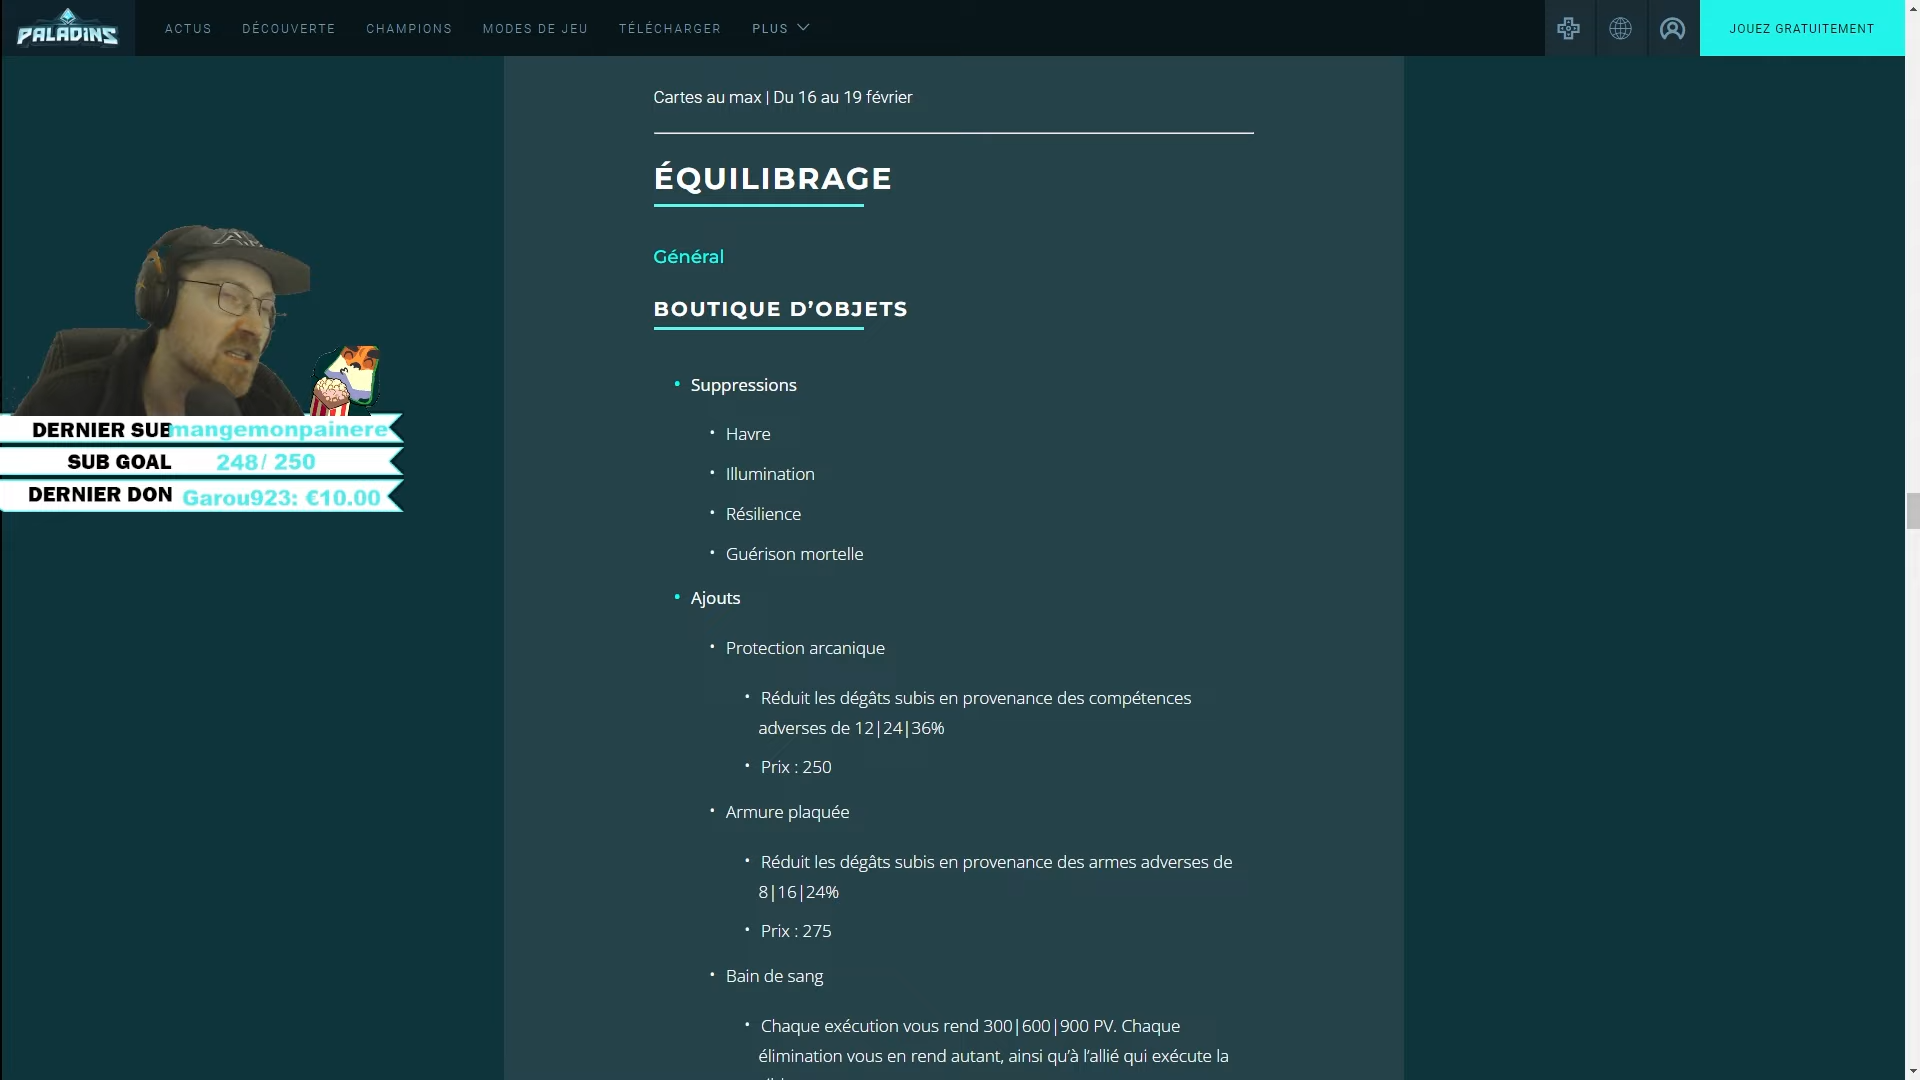 PALADINS ACTUS DÉCOUVERTE CHAMPIONS MODES DE JEU TÉLÉCHARGER PLUS JOUEZ GRATUITEMENT
Cartes au max | Du 16 au 19 février
ÉQUILIBRAGE
Général
BOUTIQUE D'OBJETS
• Suppressions
• Havre
• Illumination
• Résilience
• Guérison mortelle
• Ajouts
• Protection arcanique
• Réduit les dégâts subis en provenance des compétences
adverses de 12|24|36%
• Prix : 250
• Armure plaquée
• Réduit les dégâts subis en provenance des armes adverses de
8|16|24%
• Prix : 275
• Bain de sang
• Chaque exécution vous rend 300|600|900 PV. Chaque
élimination vous en rend autant, ainsi qu'à l'allié qui exécute la
DERNIER SUB mangemonpainere
SUB GOAL 248/ 250
DERNIER DON Garou923: €10.00